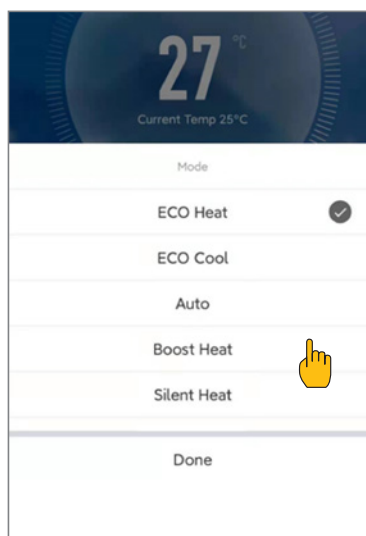 27 °C
Current Temp 25°C
Mode
ECO Heat
ECO Cool
Auto
Boost Heat
Silent Heat
Done